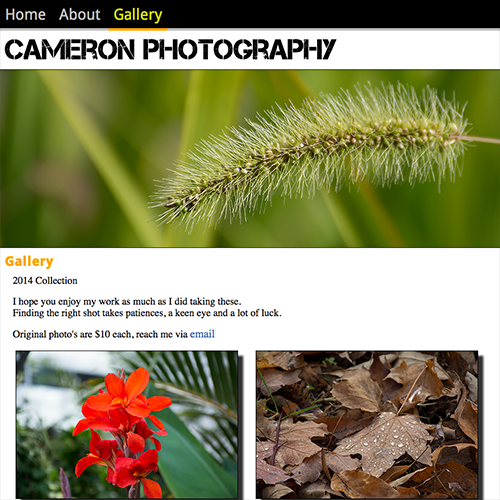 Home About Gallery
CAMERON PHOTOGRAPHY
Gallery
2014 Collection
I hope you enjoy my work as much as I did taking these.
Finding the right shot takes patiences, a keen eye and a lot of luck.
Original photo's are $10 each, reach me via email